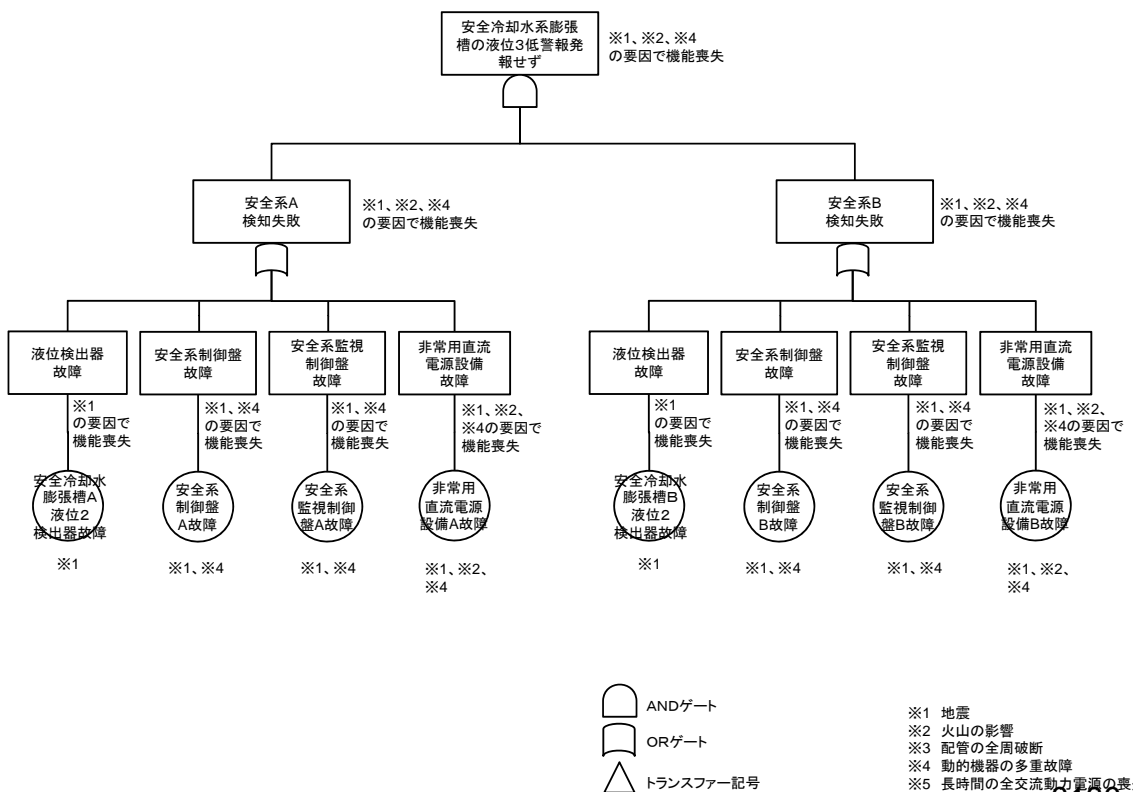 安全冷却水系膨張
槽の液位3低警報発
報せず
※1、※2、※4
の要因で機能喪失
安全系A
検知失敗
※1、※2、※4
の要因で機能喪失
安全系B
検知失敗
※1、※2、※4
の要因で機能喪失
液位検出器
故障
安全系制御盤
故障
安全系監視
制御盤
故障
非常用直流
電源設備
故障
液位検出器
故障
安全系制御盤
故障
安全系監視
制御盤
故障
非常用直流
電源設備
故障
※1
の要因で
機能喪失
※1、※4
の要因で
機能喪失
※1、※4
の要因で
機能喪失
※1、※2、
※4の要因で
機能喪失
※1
の要因で
機能喪失
※1、※4
の要因で
機能喪失
※1、※4
の要因で
機能喪失
※1、※2、
※4の要因で
機能喪失
安全冷却水
膨張槽A
液位2
検出器故障
安全系
制御盤
A故障
安全系
監視制御
盤A故障
非常用
直流電源
設備A故障
安全冷却水
膨張槽B
液位2
検出器故障
安全系
制御盤
B故障
安全系
監視制御
盤B故障
非常用
直流電源
設備B故障
※1
※1、※4
※1、※4
※1、※2、
※4
※1
※1、※4
※1、※4
※1、※2、
※4
ANDゲート
ORゲート
トランスファー記号
※1 地震
※2 火山の影響
※3 配管の全周破断
※4 動的機器の多重故障
※5 長時間の全交流動力電源の喪